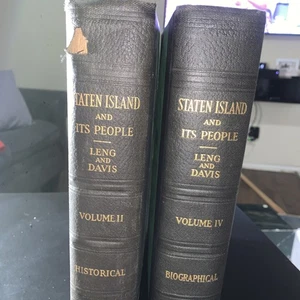 STATEN ISLAND
AND
ITS PEOPLE
LENG
AND
DAVIS
VOLUME II
HISTORICAL
STATEN ISLAND
AND
ITS PEOPLE
LENG
AND
DAVIS
VOLUME IV
BIOGRAPHICAL